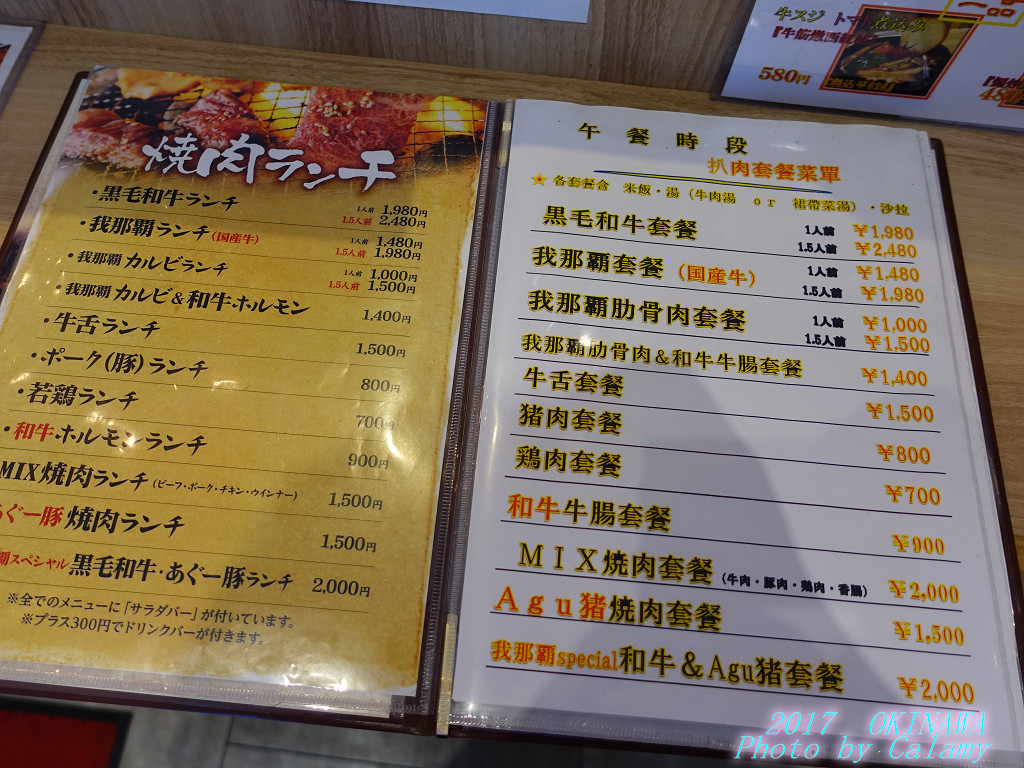 牛スジ トマト煮込み
580円
一品
焼肉ランチ
・黒毛和牛ランチ 1人前 1,980円
1.5人前 2,480円
・我那覇ランチ(国産牛) 1人前 1,480円
1.5人前 1,980円
・我那覇カルビランチ 1人前 1,000円
1.5人前 1,500円
・我那覇カルビ&和牛ホルモン 1,400円
・牛舌ランチ 1,500円
・ポーク(豚)ランチ 800円
・若鶏ランチ 700円
・和牛ホルモンランチ 900円
MIX焼肉ランチ(ビーフ・ポーク・チキン・ウインナー) 1,500円
あぐー豚焼肉ランチ 1,500円
覇スペシャル 黒毛和牛・あぐー豚ランチ 2,000円
※全てのメニューに「サラダバー」が付いています。
※プラス300円でドリンクバーが付きます。
午餐時段
扒肉套餐菜單
★各套餐含 米飯・湯(牛肉湯 or 裙帶菜湯)・沙拉
黒毛和牛套餐 1人前 ¥1,980
1.5人前 ¥2,480
我那覇套餐(国産牛) 1人前 ¥1,480
1.5人前 ¥1,980
我那覇肋骨肉套餐 1人前 ¥1,000
1.5人前 ¥1,500
我那覇肋骨肉&和牛牛腸套餐 ¥1,400
牛舌套餐 ¥1,500
猪肉套餐 ¥800
鶏肉套餐 ¥700
和牛牛腸套餐 ¥900
MIX焼肉套餐(牛肉・豚肉・鶏肉・香腸) ¥2,000
Agu猪焼肉套餐 ¥1,500
我那覇special和牛&Agu猪套餐 ¥2,000
2017 OKINAWA
Photo by Calamy